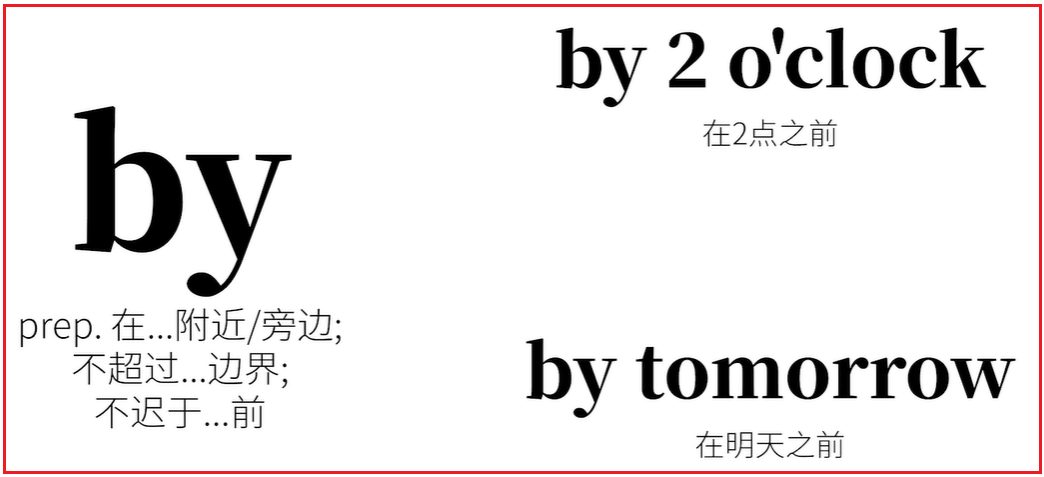 by
prep. 在...附近/旁边;
不超过...边界;
不迟于...前
by 2 o'clock
在2点之前
by tomorrow
在明天之前